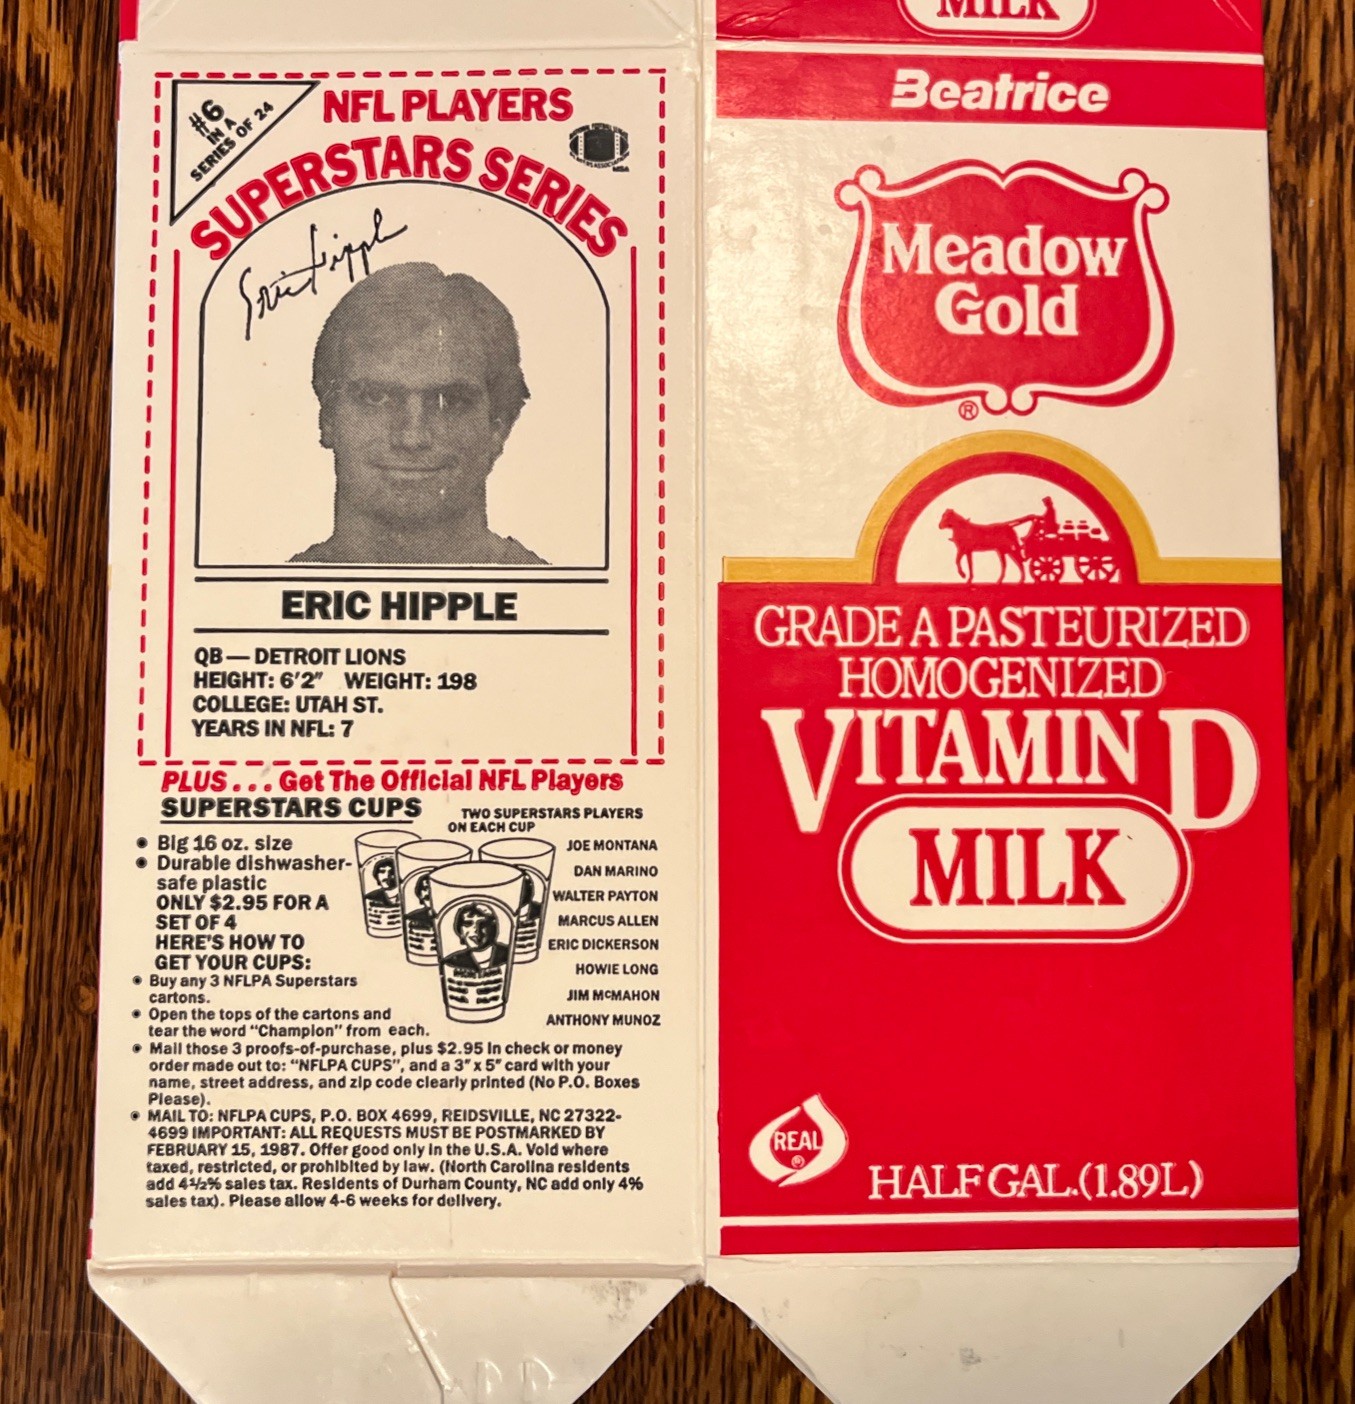 #6
IN A
SERIES OF 24
NFL PLAYERS
SUPERSTARS SERIES
Eric Hipple
ERIC HIPPLE
QB — DETROIT LIONS
HEIGHT: 6'2" WEIGHT: 198
COLLEGE: UTAH ST.
YEARS IN NFL: 7
PLUS... Get The Official NFL Players
SUPERSTARS CUPS
TWO SUPERSTARS PLAYERS
ON EACH CUP
• Big 16 oz. size
• Durable dishwasher-
safe plastic
ONLY $2.95 FOR A
SET OF 4
HERE'S HOW TO
GET YOUR CUPS:
JOE MONTANA
DAN MARINO
WALTER PAYTON
MARCUS ALLEN
ERIC DICKERSON
HOWIE LONG
JIM McMAHON
ANTHONY MUNOZ
MONTANA
• Buy any 3 NFLPA Superstars
cartons.
• Open the tops of the cartons and
tear the word "Champion" from each.
• Mail those 3 proofs-of-purchase, plus $2.95 in check or money
order made out to: "NFLPA CUPS", and a 3" x 5" card with your
name, street address, and zip code clearly printed (No P.O. Boxes
Please).
• MAIL TO: NFLPA CUPS, P.O. BOX 4699, REIDSVILLE, NC 27322-
4699 IMPORTANT: ALL REQUESTS MUST BE POSTMARKED BY
FEBRUARY 15, 1987. Offer good only in the U.S.A. Void where
taxed, restricted, or prohibited by law. (North Carolina residents
add 4½% sales tax. Residents of Durham County, NC add only 4%
sales tax). Please allow 4-6 weeks for delivery.
MILK
Beatrice
Meadow
Gold
®
GRADE A PASTEURIZED
HOMOGENIZED
VITAMIN D
MILK
REAL
®
HALF GAL. (1.89L)